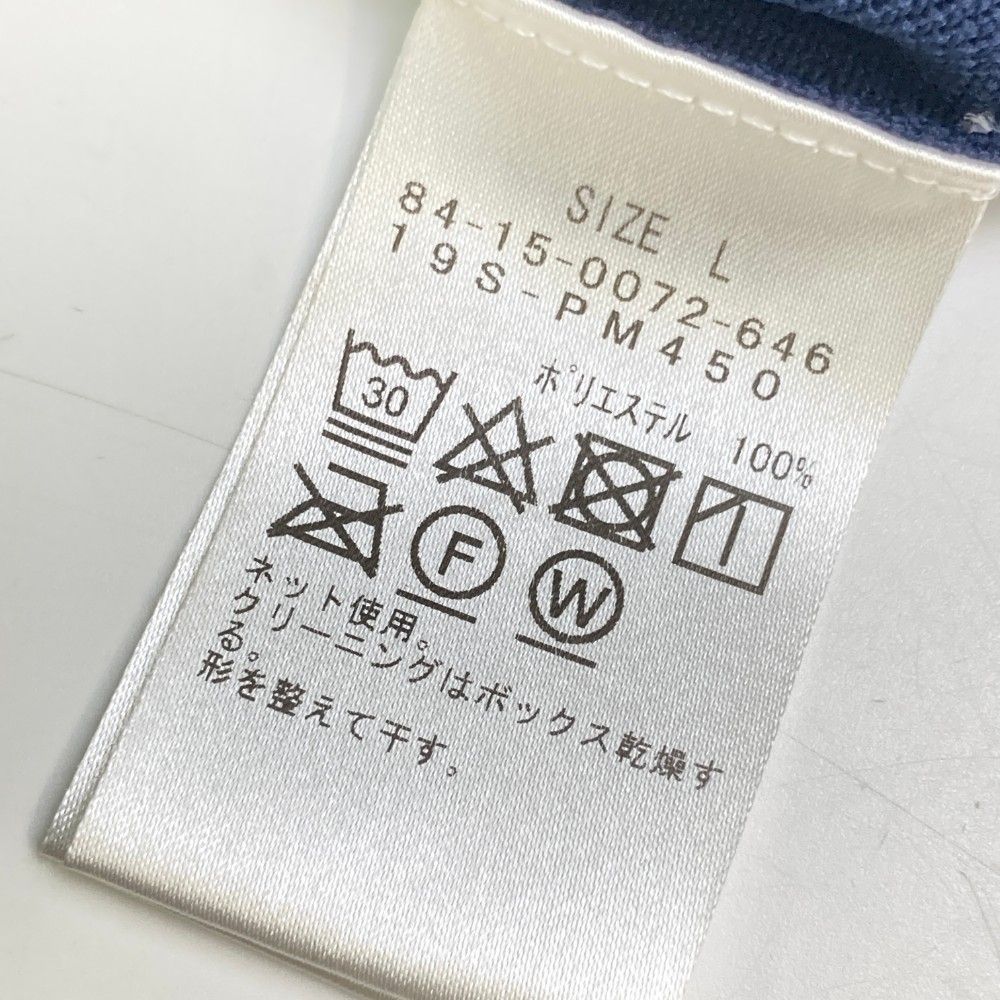 SIZE L
84-15-0072-646
19S-PM450
ポリエステル 100%
30
F
W
ネット使用。
クリーニングはボックス乾燥す
る。
形を整えて干す。